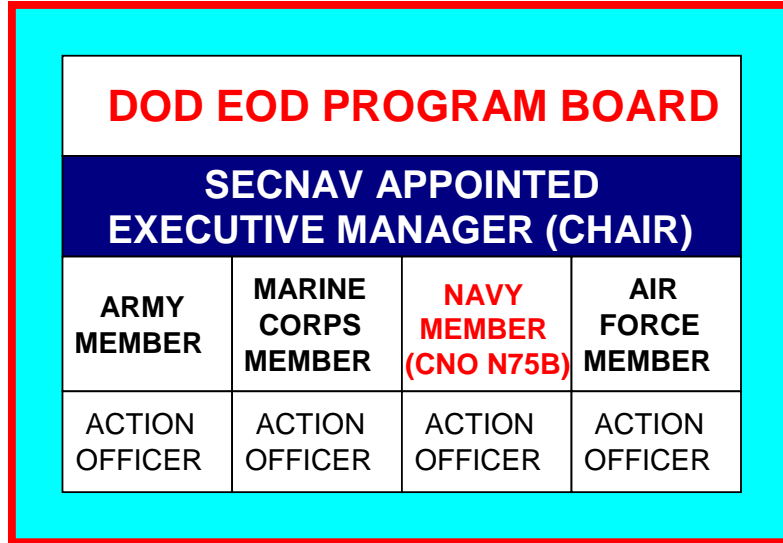 DOD EOD PROGRAM BOARD
SECNAV APPOINTED
EXECUTIVE MANAGER (CHAIR)
ARMY
MEMBER
MARINE
CORPS
MEMBER
NAVY
MEMBER
(CNO N75B)
AIR
FORCE
MEMBER
ACTION
OFFICER
ACTION
OFFICER
ACTION
OFFICER
ACTION
OFFICER